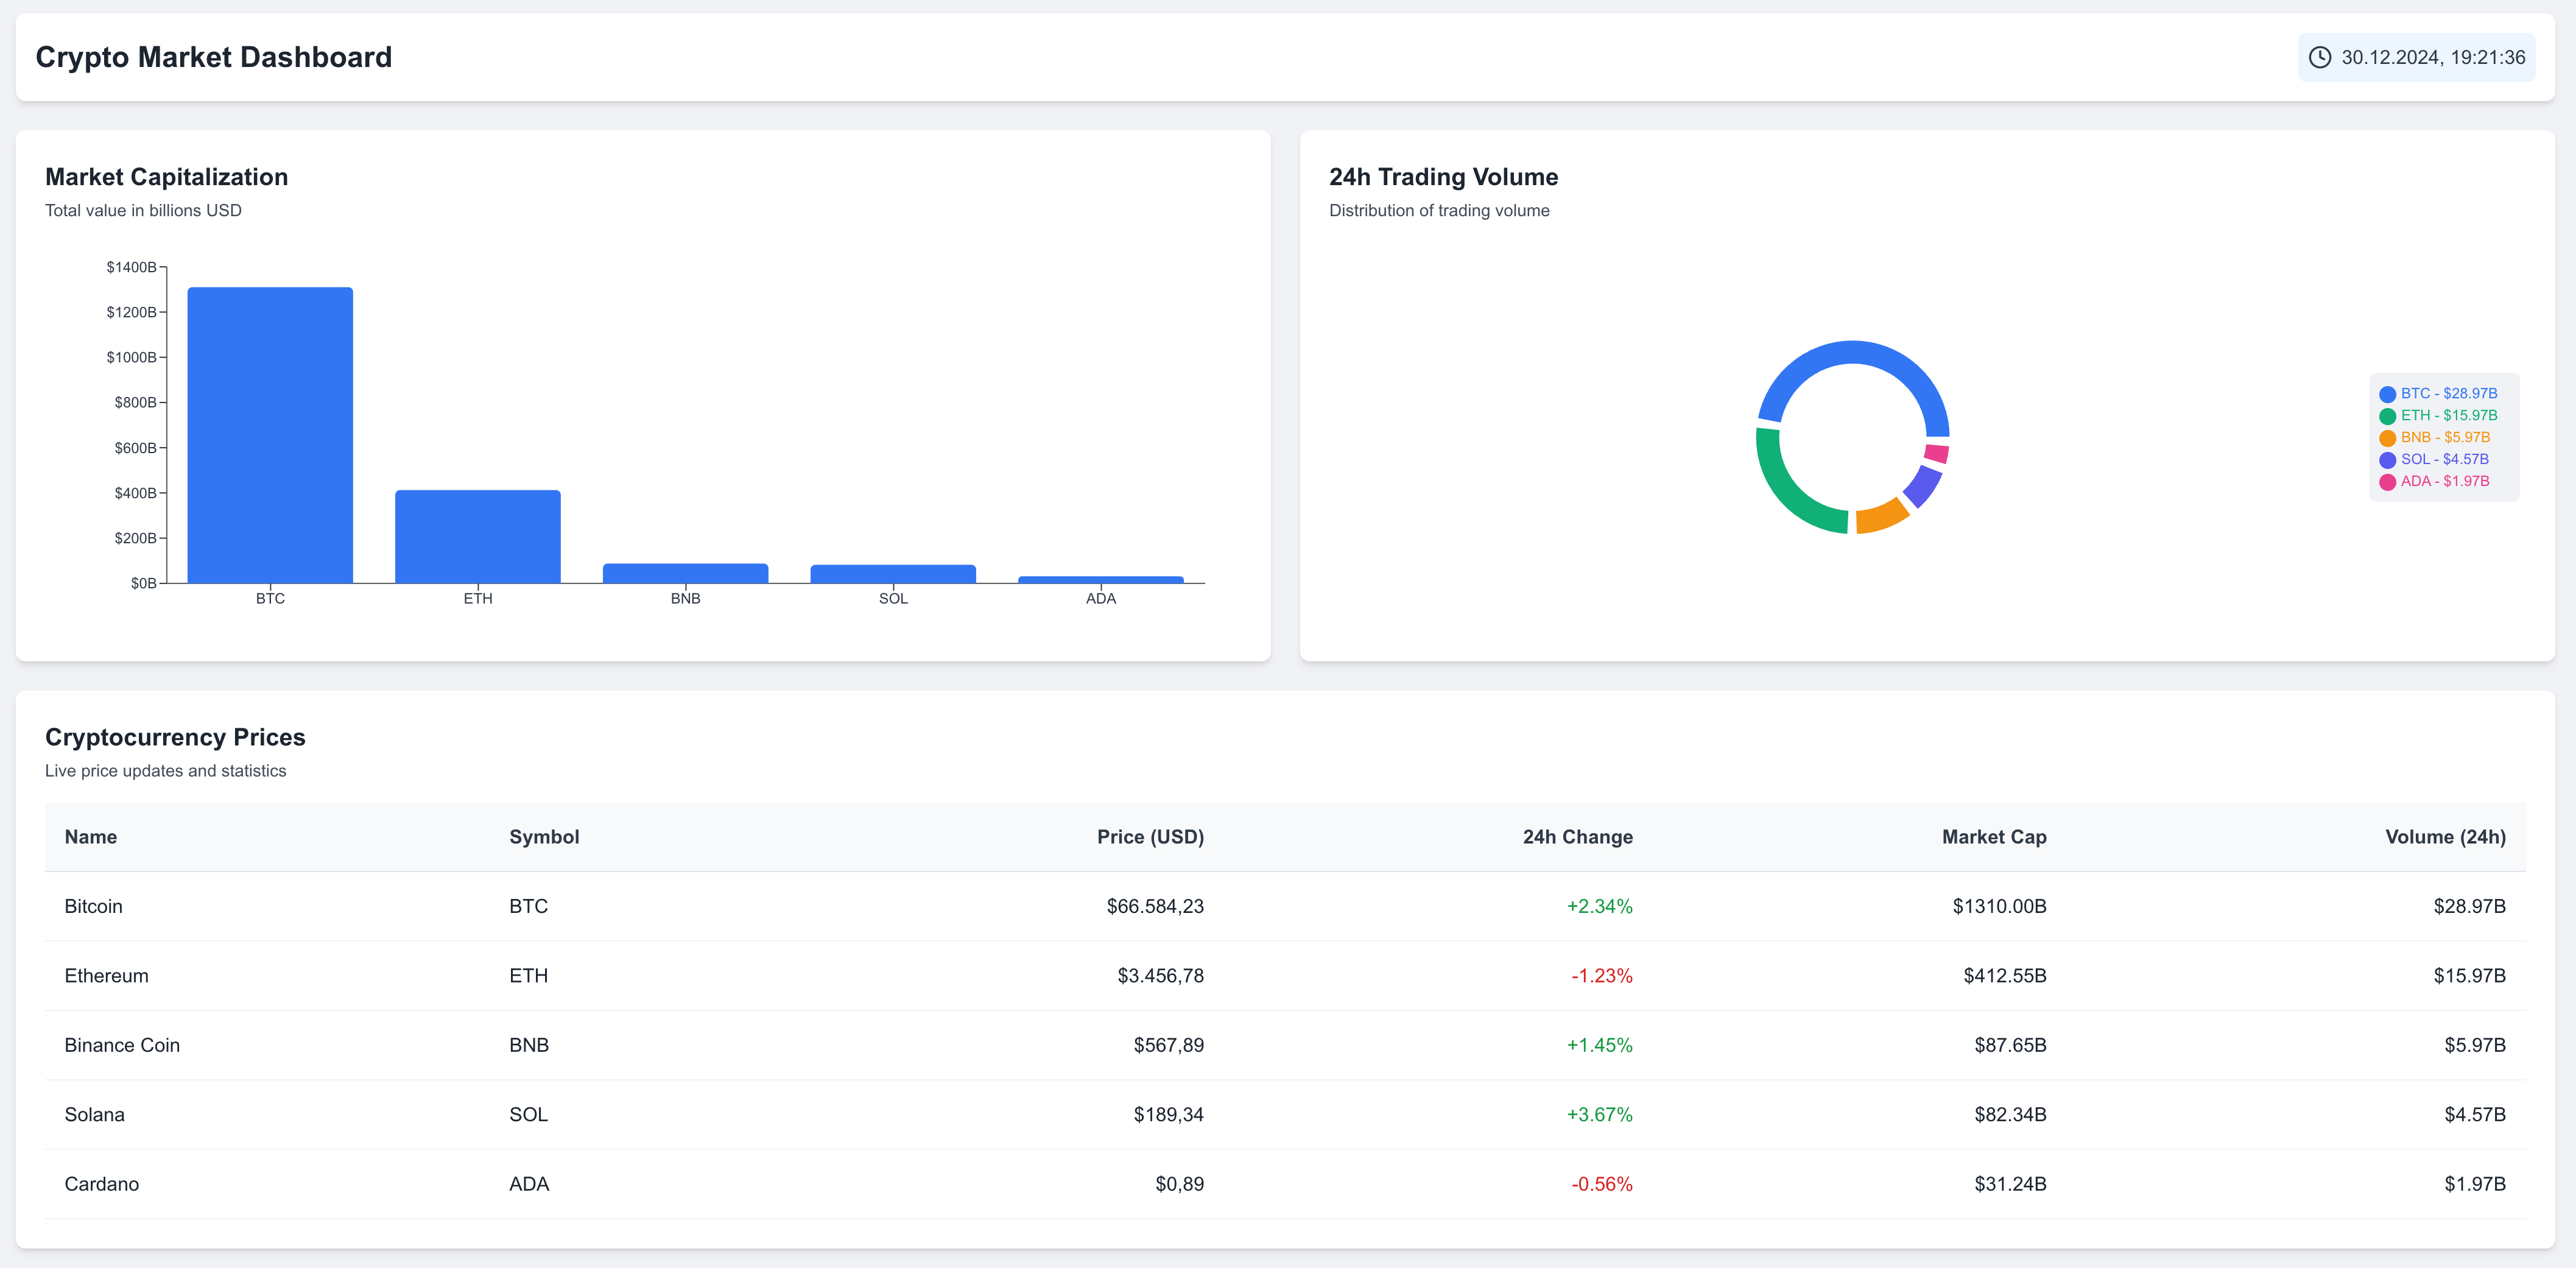 Crypto Market Dashboard
30.12.2024, 19:21:36
Market Capitalization
Total value in billions USD
$1400B
$1200B
$1000B
$800B
$600B
$400B
$200B
$0B
BTC ETH BNB SOL ADA
24h Trading Volume
Distribution of trading volume
BTC - $28.97B
ETH - $15.97B
BNB - $5.97B
SOL - $4.57B
ADA - $1.97B
Cryptocurrency Prices
Live price updates and statistics
Name Symbol Price (USD) 24h Change Market Cap Volume (24h)
Bitcoin BTC $66.584,23 +2.34% $1310.00B $28.97B
Ethereum ETH $3.456,78 -1.23% $412.55B $15.97B
Binance Coin BNB $567,89 +1.45% $87.65B $5.97B
Solana SOL $189,34 +3.67% $82.34B $4.57B
Cardano ADA $0,89 -0.56% $31.24B $1.97B